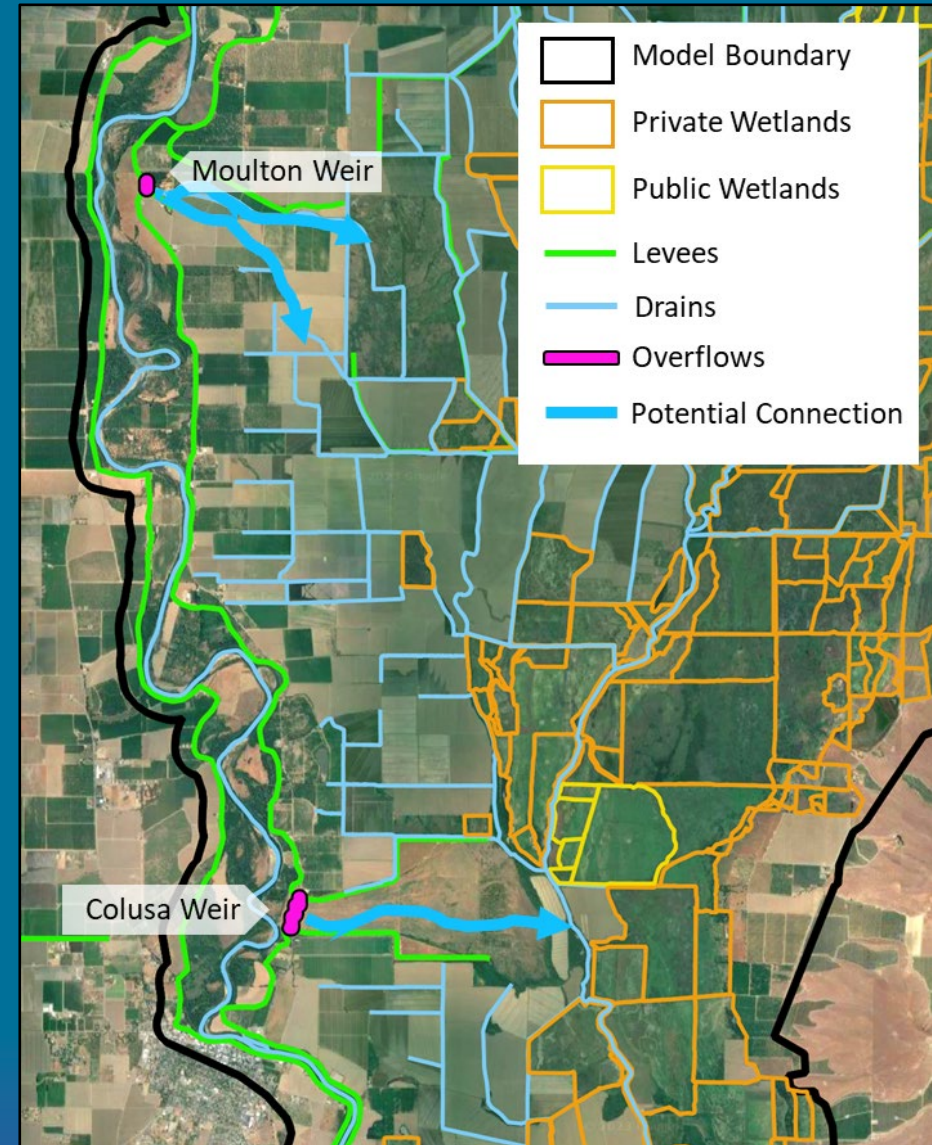 Model Boundary
Private Wetlands
Public Wetlands
Levees
Drains
Overflows
Potential Connection
Moulton Weir
Colusa Weir